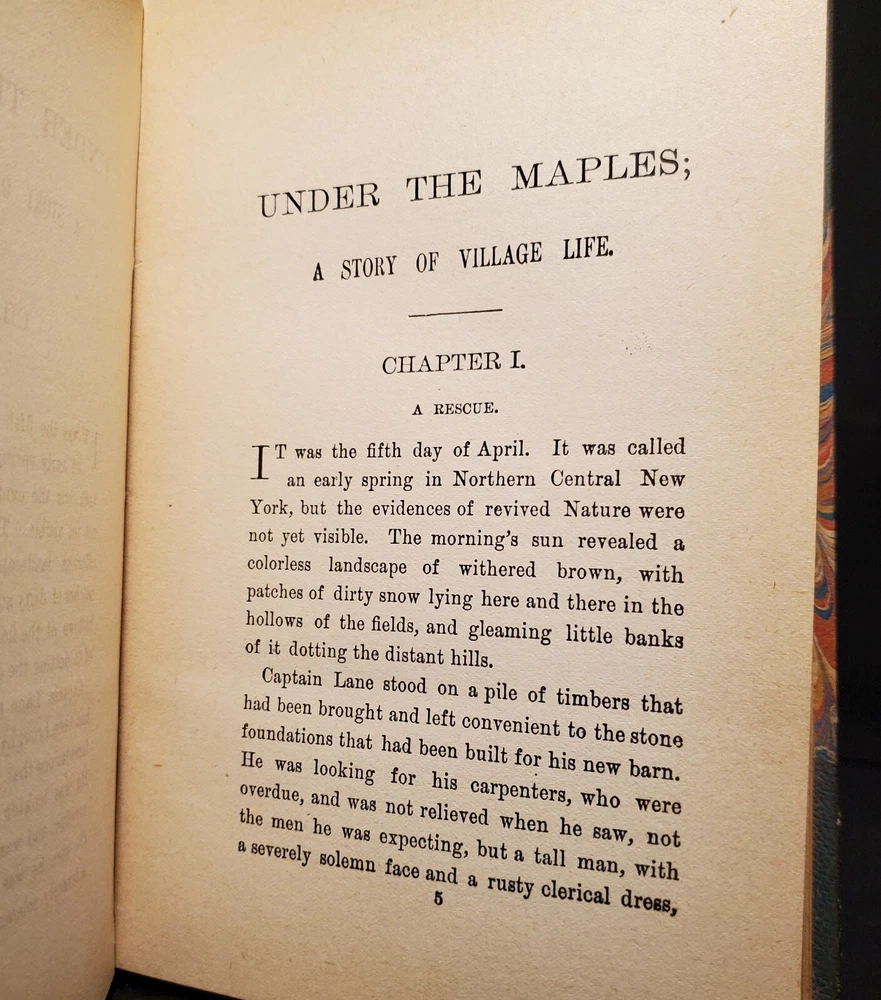 UNDER THE MAPLES;
A STORY OF VILLAGE LIFE.
CHAPTER I.
A RESCUE.
IT was the fifth day of April. It was called
an early spring in Northern Central New
York, but the evidences of revived Nature were
not yet visible. The morning's sun revealed a
colorless landscape of withered brown, with
patches of dirty snow lying here and there in the
hollows of the fields, and gleaming little banks
of it dotting the distant hills.
Captain Lane stood on a pile of timbers that
had been brought and left convenient to the stone
foundations that had been built for his new barn.
He was looking for his carpenters, who were
overdue, and was not relieved when he saw, not
the men he was expecting, but a tall man, with
a severely solemn face and a rusty clerical dress,
5